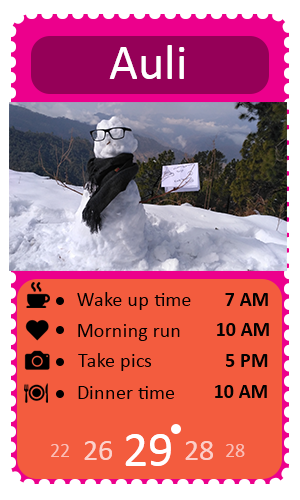 Auli
Wake up time 7 AM
Morning run 10 AM
Take pics 5 PM
Dinner time 10 AM
22 26 29 28 28